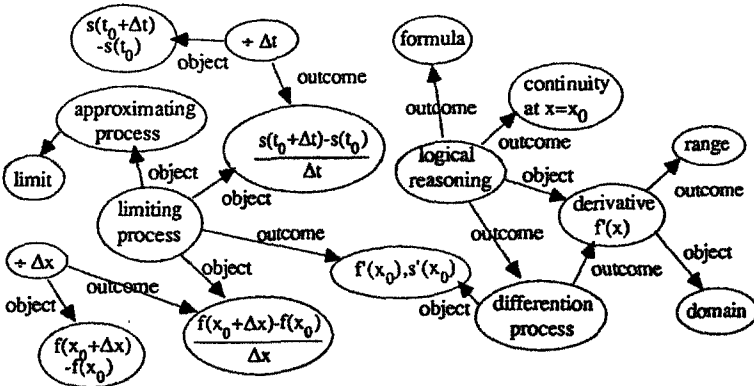 s(t₀+Δt)
-s(t₀)
÷ Δt
object
outcome
formula
approximating
process
limit
object
s(t₀+Δt)-s(t₀)
Δt
object
limiting
process
outcome
continuity
at x=x₀
outcome
outcome
logical
reasoning
object
range
outcome
derivative
f'(x)
object
domain
outcome
outcome
÷ Δx
object
outcome
object
f'(x₀),s'(x₀)
object
differention
process
f(x₀+Δx)
-f(x₀)
f(x₀+Δx)-f(x₀)
Δx